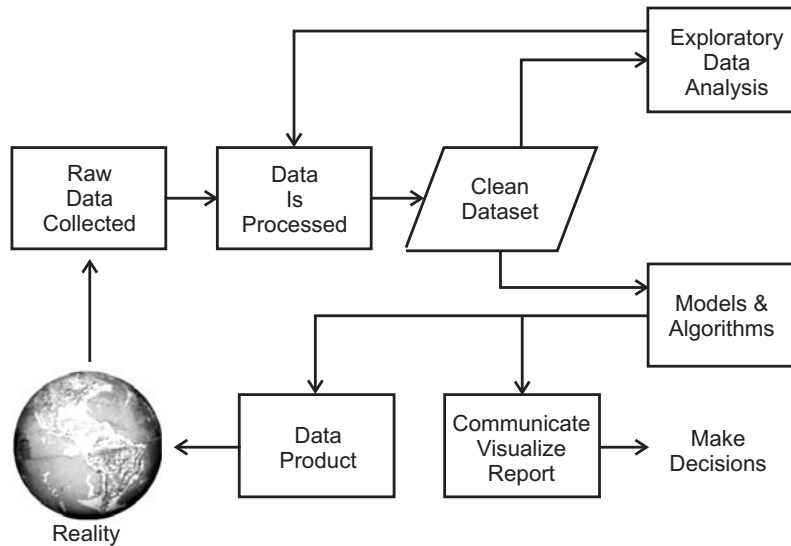 Exploratory
Data
Analysis
Raw
Data
Collected
Data
Is
Processed
Clean
Dataset
Models &
Algorithms
Data
Product
Communicate
Visualize
Report
Make
Decisions
Reality